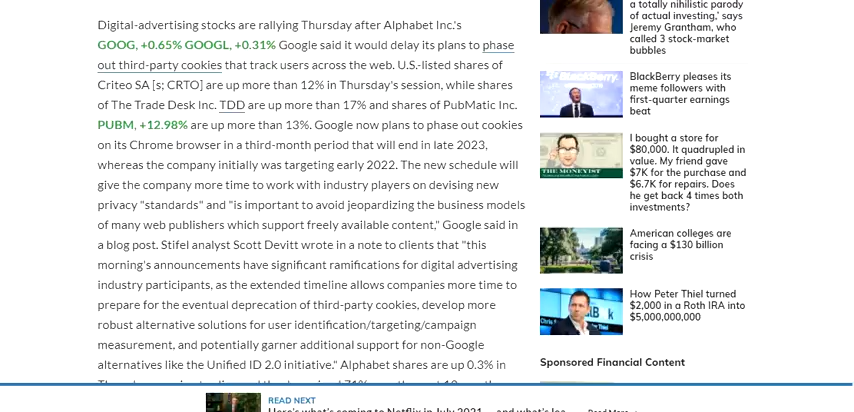 Digital-advertising stocks are rallying Thursday after Alphabet Inc.'s
GOOG, +0.65% GOOGL, +0.31% Google said it would delay its plans to phase
out third-party cookies that track users across the web. U.S.-listed shares of
Criteo SA [s; CRTO] are up more than 12% in Thursday's session, while shares
of The Trade Desk Inc. TDD are up more than 17% and shares of PubMatic Inc.
PUBM, +12.98% are up more than 13%. Google now plans to phase out cookies
on its Chrome browser in a third-month period that will end in late 2023,
whereas the company initially was targeting early 2022. The new schedule will
give the company more time to work with industry players on devising new
privacy "standards" and "is important to avoid jeopardizing the business models
of many web publishers which support freely available content," Google said in
a blog post. Stifel analyst Scott Devitt wrote in a note to clients that "this
morning's announcements have significant ramifications for digital advertising
industry participants, as the extended timeline allows companies more time to
prepare for the eventual deprecation of third-party cookies, develop more
robust alternative solutions for user identification/targeting/campaign
measurement, and potentially garner additional support for non-Google
alternatives like the Unified ID 2.0 initiative." Alphabet shares are up 0.3% in
a totally nihilistic parody
of actual investing,' says
Jeremy Grantham, who
called 3 stock-market
bubbles
BlackBerry
BlackBerry pleases its
meme followers with
first-quarter earnings
beat
THE MONEYIST
I bought a store for
$80,000. It quadrupled in
value. My friend gave
$7K for the purchase and
$6.7K for repairs. Does
he get back 4 times both
investments?
American colleges are
facing a $130 billion
crisis
How Peter Thiel turned
$2,000 in a Roth IRA into
$5,000,000,000
Sponsored Financial Content
READ NEXT
Here's what's coming to Netflix in July 2021 — and what's